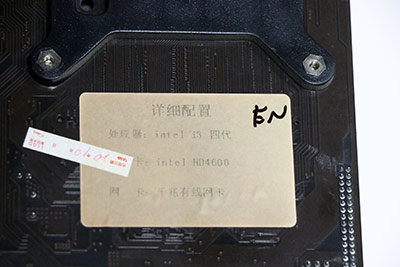 详细配置
处理器：intel I3 四代
卡：intel HD4600
网 卡：千兆有线网卡
EN